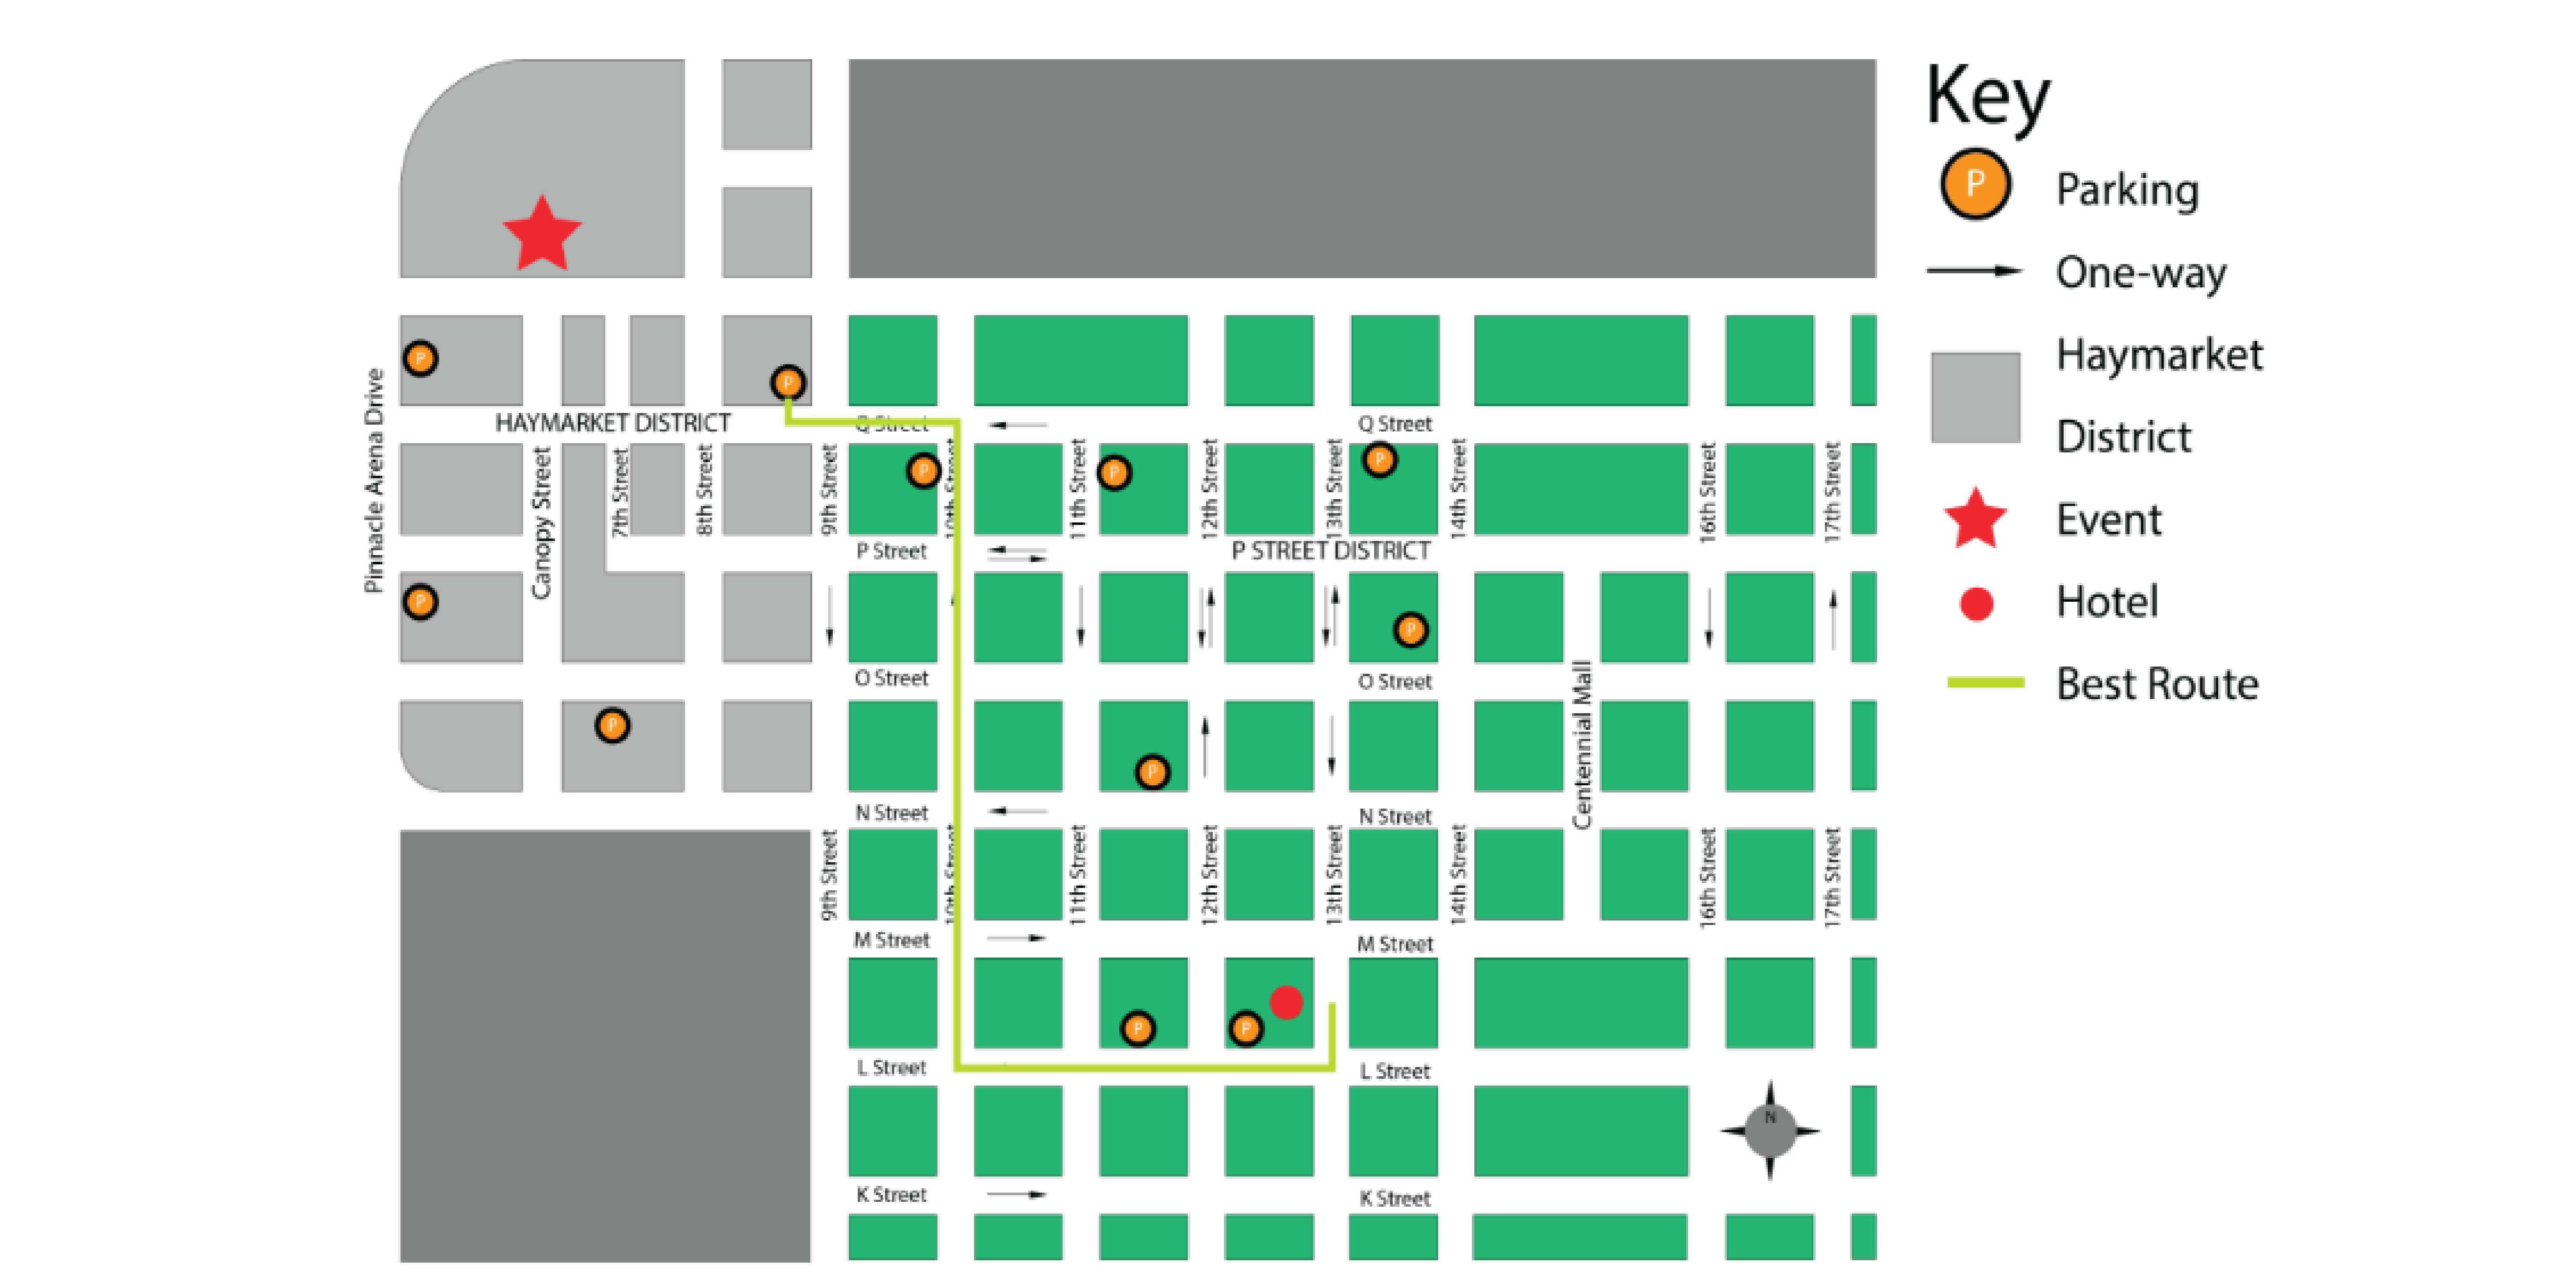 Key
P Parking
One-way
Haymarket
District
Event
Hotel
Best Route
P
P
HAYMARKET DISTRICT
Q Street
Q Street
Pinnacle Arena Drive
Canopy Street
7th Street
8th Street
9th Street
10th Street
11th Street
12th Street
13th Street
14th Street
16th Street
17th Street
P
P
P
P Street
P STREET DISTRICT
P
P
O Street
O Street
Centennial Mall
P
P
N Street
N Street
9th Street
10th Street
11th Street
12th Street
13th Street
14th Street
16th Street
17th Street
M Street
M Street
P
P
L Street
L Street
N
K Street
K Street